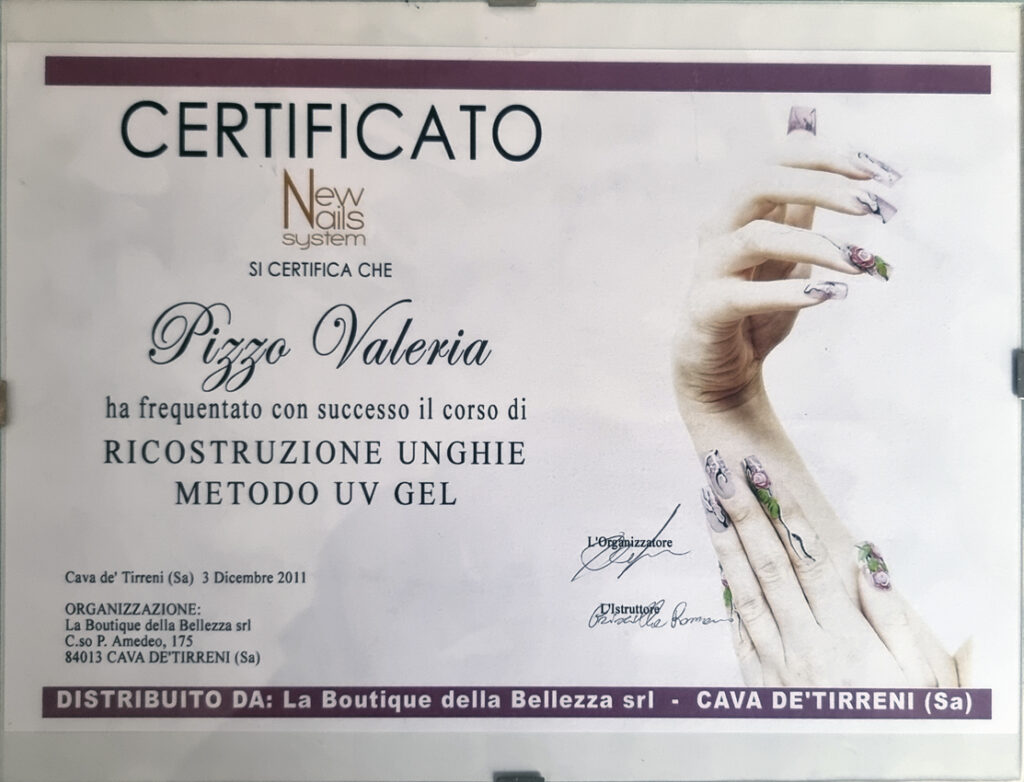 CERTIFICATO
New
Nails
system
SI CERTIFICA CHE
Pizzo Valeria
ha frequentato con successo il corso di
RICOSTRUZIONE UNGHIE
METODO UV GEL
L'Organizzatore
Cava de' Tirreni (Sa) 3 Dicembre 2011
L'Istruttore
Priscilla Romano
ORGANIZZAZIONE:
La Boutique della Bellezza srl
C.so P. Amedeo, 175
84013 CAVA DE'TIRRENI (Sa)
DISTRIBUITO DA: La Boutique della Bellezza srl - CAVA DE'TIRRENI (Sa)